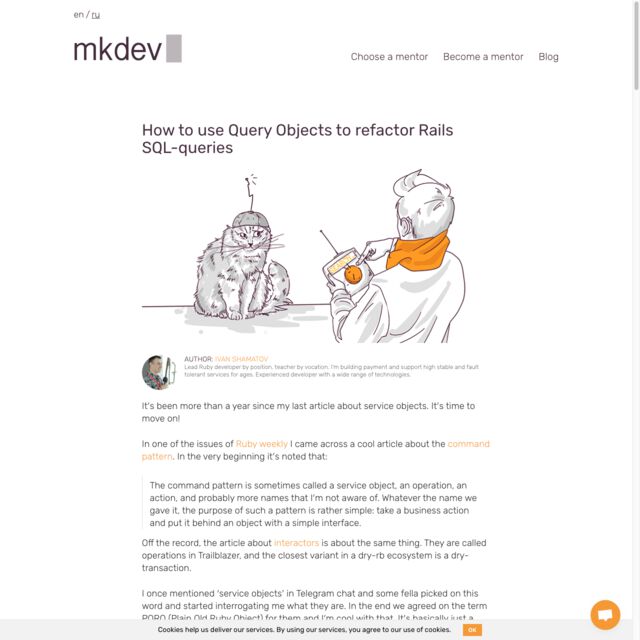 en / ru
mkdev
Choose a mentor Become a mentor Blog
How to use Query Objects to refactor Rails
SQL-queries
AUTHOR: IVAN SHAMATOV
Lead Ruby developer by position, teacher by vocation. I'm building payment and support high stable and fault
tolerant services for ages. Experienced developer with a wide range of technologies.
It's been more than a year since my last article about service objects. It's time to
move on!
In one of the issues of Ruby weekly I came across a cool article about the command
pattern. In the very beginning it's noted that:
The command pattern is sometimes called a service object, an operation, an
action, and probably more names that I'm not aware of. Whatever the name we
gave it, the purpose of such a pattern is rather simple: take a business action
and put it behind an object with a simple interface.
Off the record, the article about interactors is about the same thing. They are called
operations in Trailblazer, and the closest variant in a dry-rb ecosystem is a dry-
transaction.
I once mentioned 'service objects' in Telegram chat and some fella picked on this
word and started interrogating me what they are. In the end we agreed on the term
PORO (Plain Old Ruby Object) for them and I'm cool with that. It's basically just a
Cookies help us deliver our services. By using our services, you agree to our use of cookies. OK